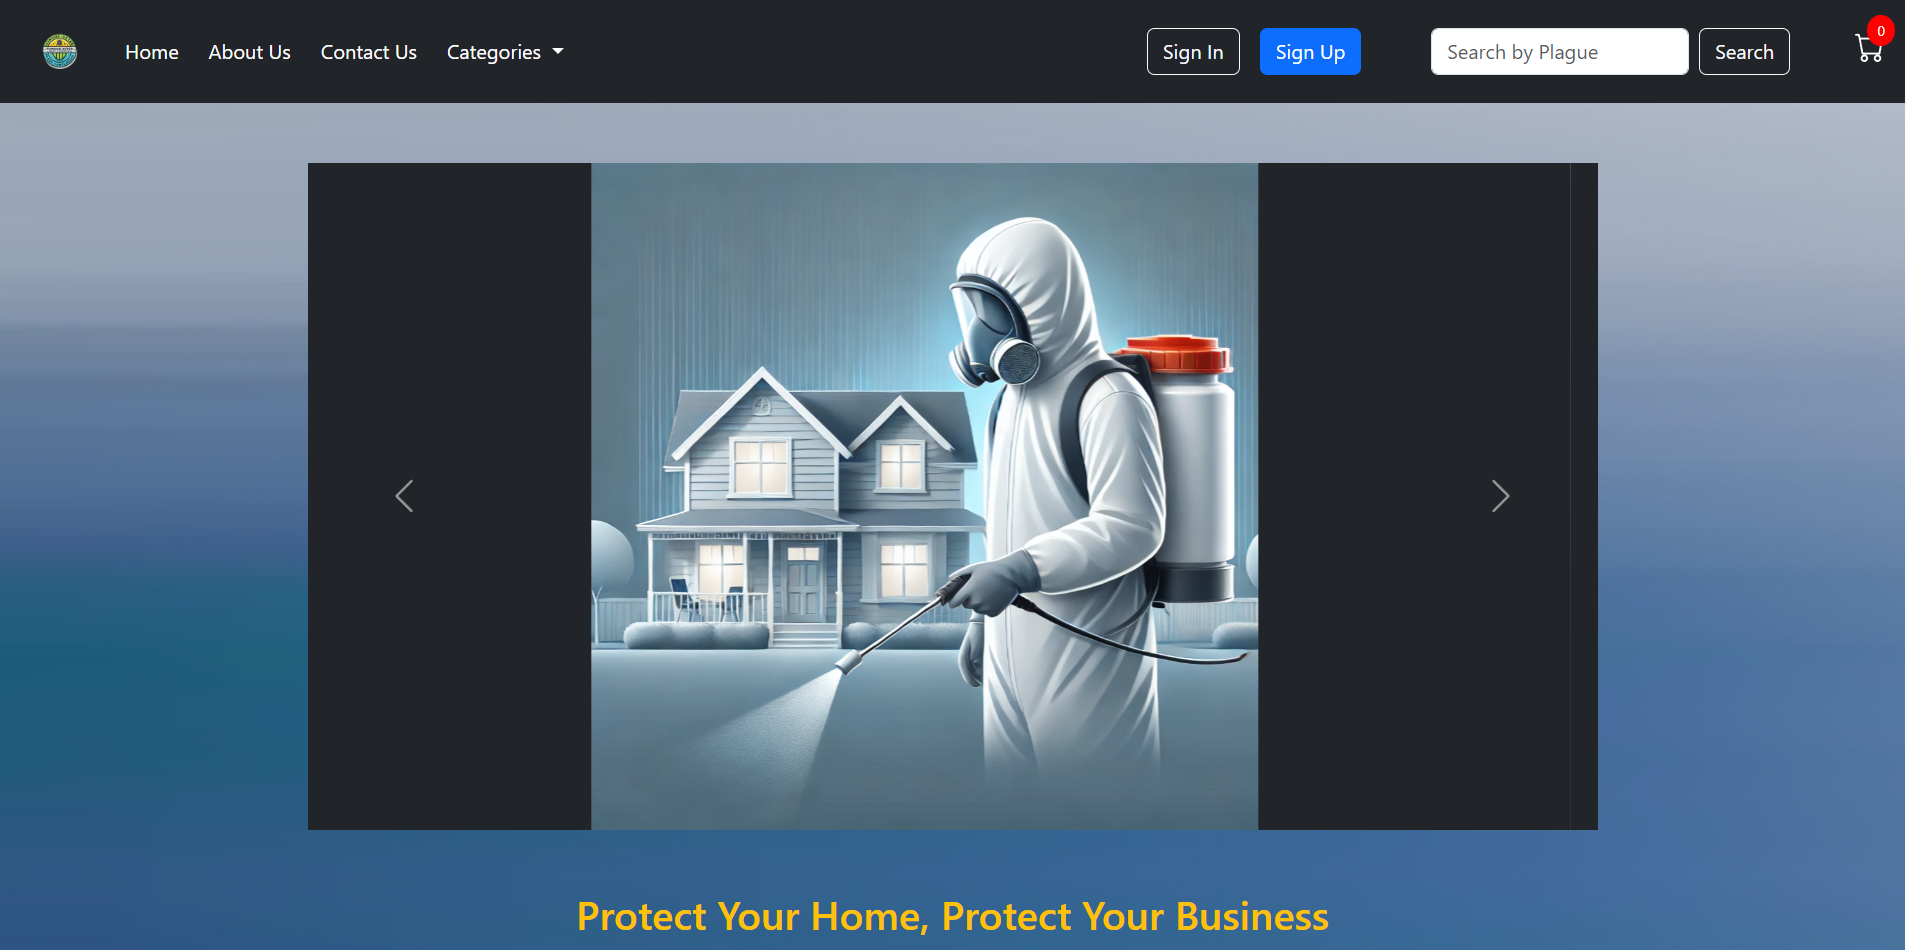 Home
About Us
Contact Us
Categories
Sign In
Sign Up
Search by Plague
Search
0
Protect Your Home, Protect Your Business